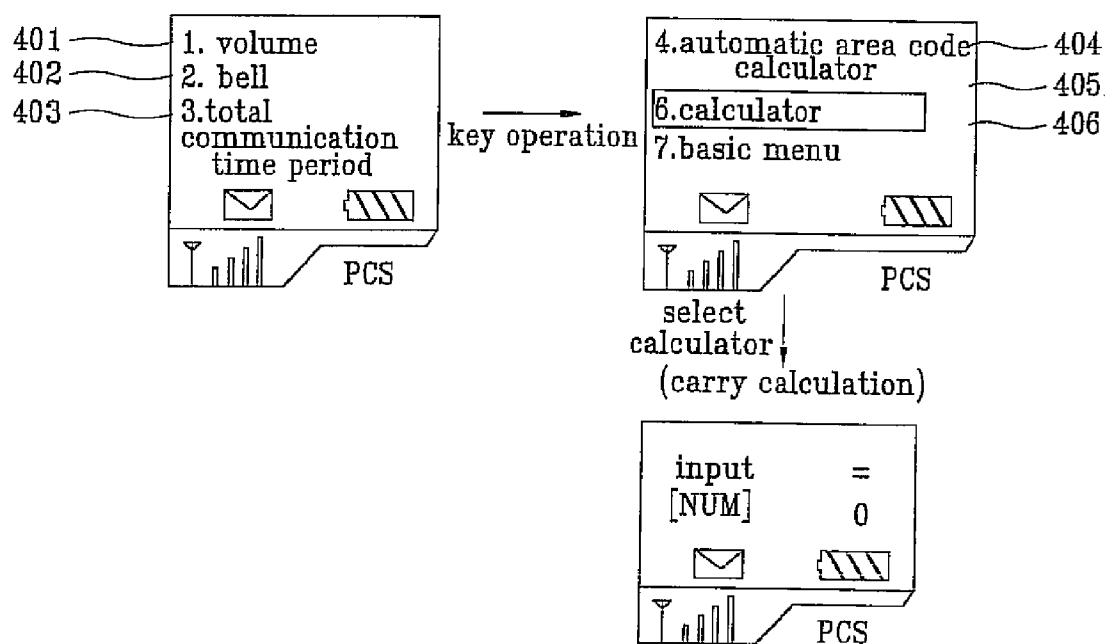 401
402
403
1. volume
2. bell
3.total
communication
time period
PCS
key operation
4.automatic area code
calculator
6.calculator
7.basic menu
404
405
406
PCS
select
calculator
(carry calculation)
input =
[NUM] 0
PCS